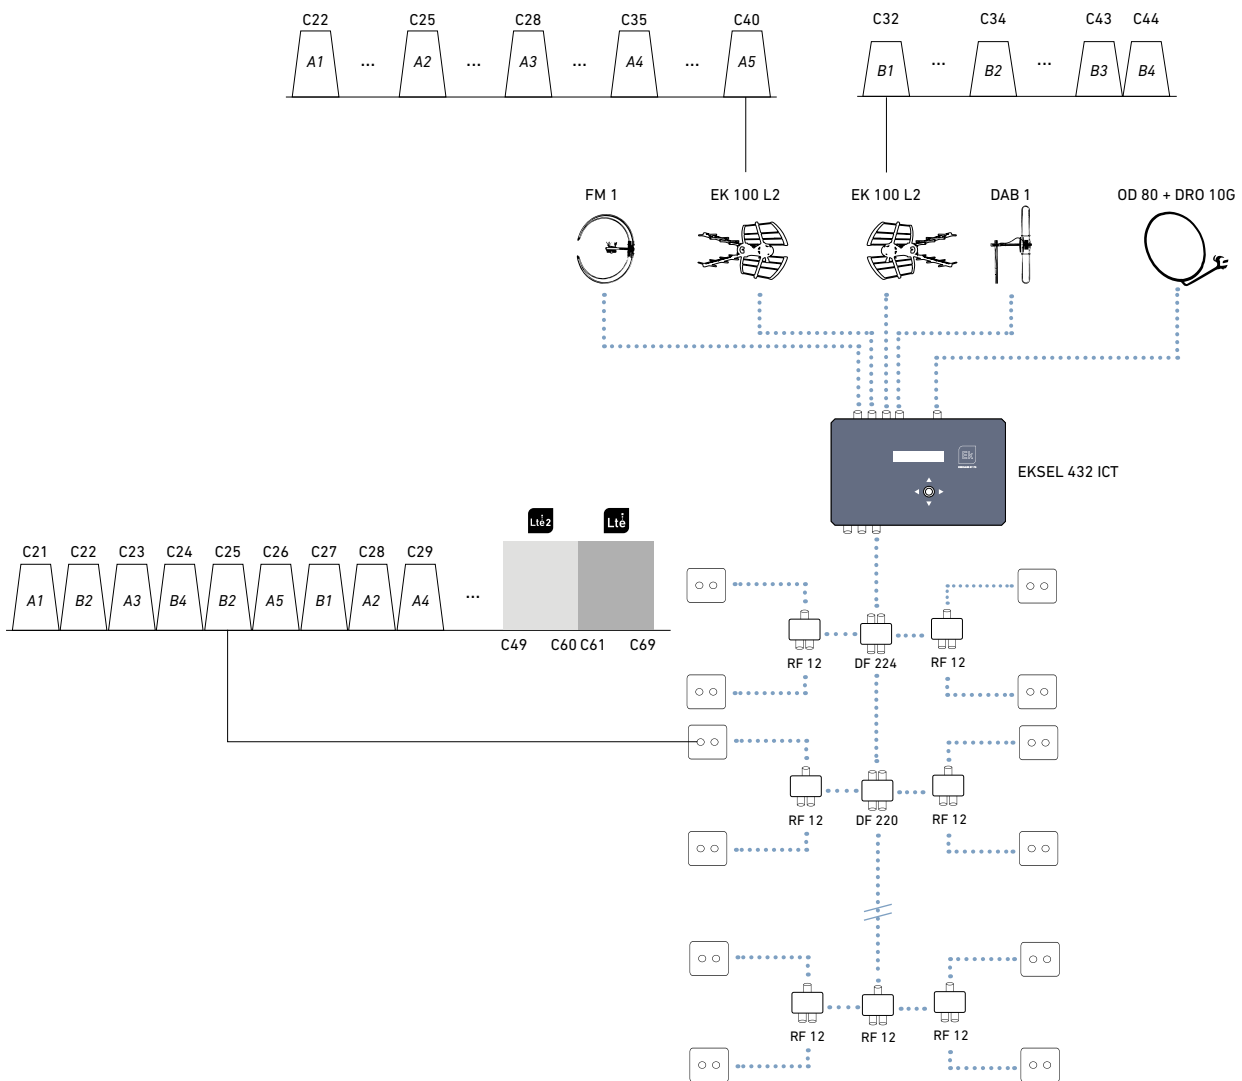 C22 C25 C28 C35 C40
A1 ... A2 ... A3 ... A4 ... A5
C32 C34 C43 C44
B1 ... B2 ... B3 B4
FM 1 EK 100 L2 EK 100 L2 DAB 1 OD 80 + DRO 10G
Ek
EKSEL 432 ICT
Lte2 Lte
C21 C22 C23 C24 C25 C26 C27 C28 C29
A1 B2 A3 B4 B2 A5 B1 A2 A4 ...
C49 C60 C61 C69
RF 12 DF 224 RF 12
RF 12 DF 220 RF 12
RF 12 RF 12 RF 12